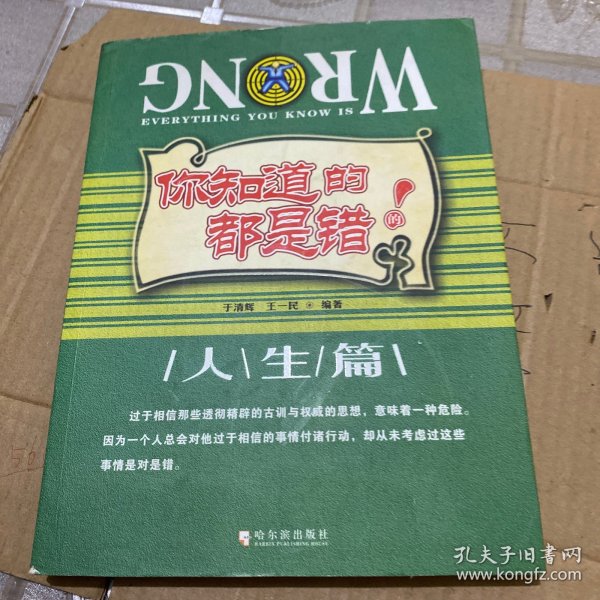 WRONG
EVERYTHING YOU KNOW IS
你知道的
都是错的!
于清辉 王一民 ⊙ 编著
/人\生/篇\
过于相信那些透彻精辟的古训与权威的思想，意味着一种危险。
因为一个人总会对他过于相信的事情付诸行动，却从未考虑过这些
事情是对是错。
哈尔滨出版社
HARBIN PUBLISHING HOUSE
孔夫子旧书网
www.kongfz.com